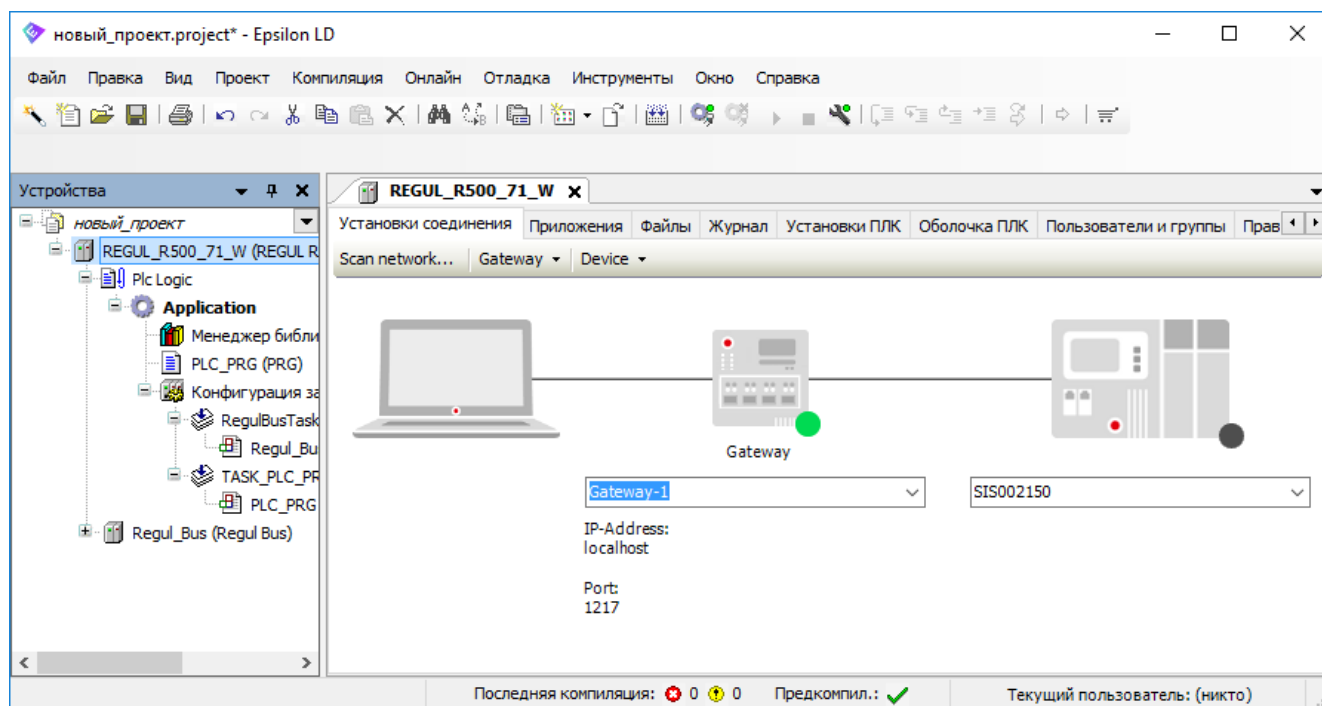 новый_проект.project* - Epsilon LD
Файл Правка Вид Проект Компиляция Онлайн Отладка Инструменты Окно Справка
Устройства
новый_проект
REGUL_R500_71_W (REGUL R
Plc Logic
Application
Менеджер библи
PLC_PRG (PRG)
Конфигурация за
RegulBusTask
Regul_Bu
TASK_PLC_PR
PLC_PRG
Regul_Bus (Regul Bus)
REGUL_R500_71_W
Установки соединения Приложения Файлы Журнал Установки ПЛК Оболочка ПЛК Пользователи и группы Прав
Scan network... Gateway Device
Gateway
Gateway-1 SIS002150
IP-Address:
localhost
Port:
1217
Последняя компиляция: 0 0 Предкомпил.: Текущий пользователь: (никто)